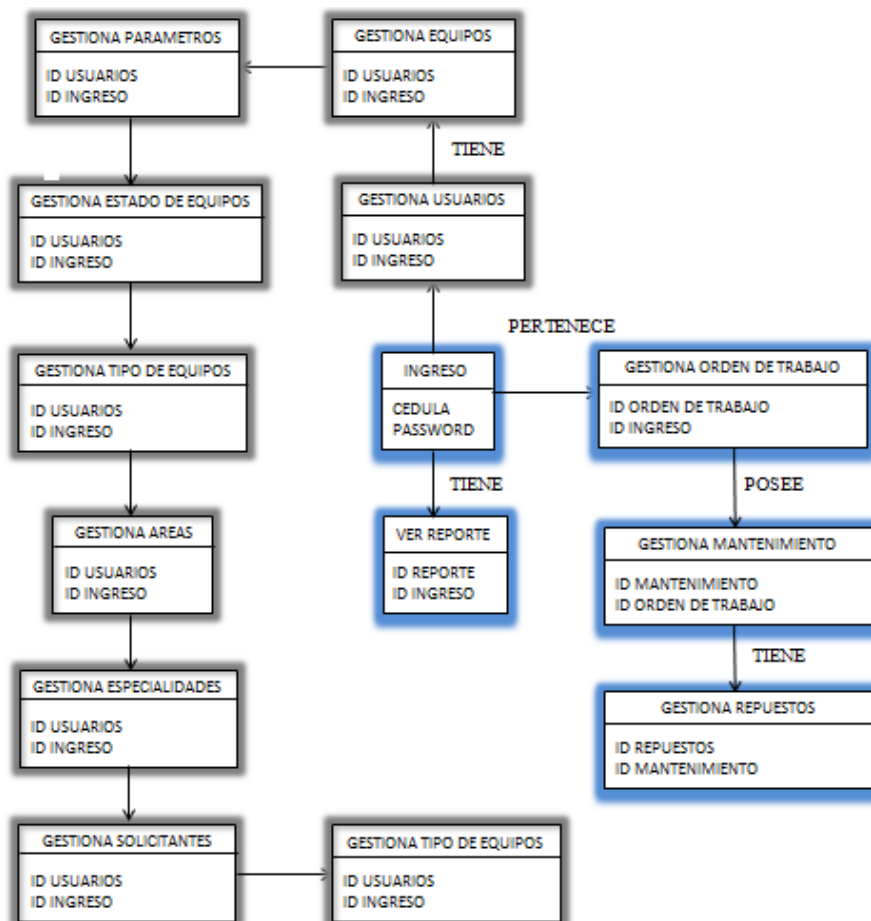 GESTIONA PARAMETROS
ID USUARIOS
ID INGRESO
GESTIONA EQUIPOS
ID USUARIOS
ID INGRESO
TIENE
GESTIONA ESTADO DE EQUIPOS
ID USUARIOS
ID INGRESO
GESTIONA USUARIOS
ID USUARIOS
ID INGRESO
PERTENECE
GESTIONA TIPO DE EQUIPOS
ID USUARIOS
ID INGRESO
INGRESO
CEDULA
PASSWORD
GESTIONA ORDEN DE TRABAJO
ID ORDEN DE TRABAJO
ID INGRESO
TIENE
POSEE
GESTIONA AREAS
ID USUARIOS
ID INGRESO
VER REPORTE
ID REPORTE
ID INGRESO
GESTIONA MANTENIMIENTO
ID MANTENIMIENTO
ID ORDEN DE TRABAJO
TIENE
GESTIONA ESPECIALIDADES
ID USUARIOS
ID INGRESO
GESTIONA REPUESTOS
ID REPUESTOS
ID MANTENIMIENTO
GESTIONA SOLICITANTES
ID USUARIOS
ID INGRESO
GESTIONA TIPO DE EQUIPOS
ID USUARIOS
ID INGRESO